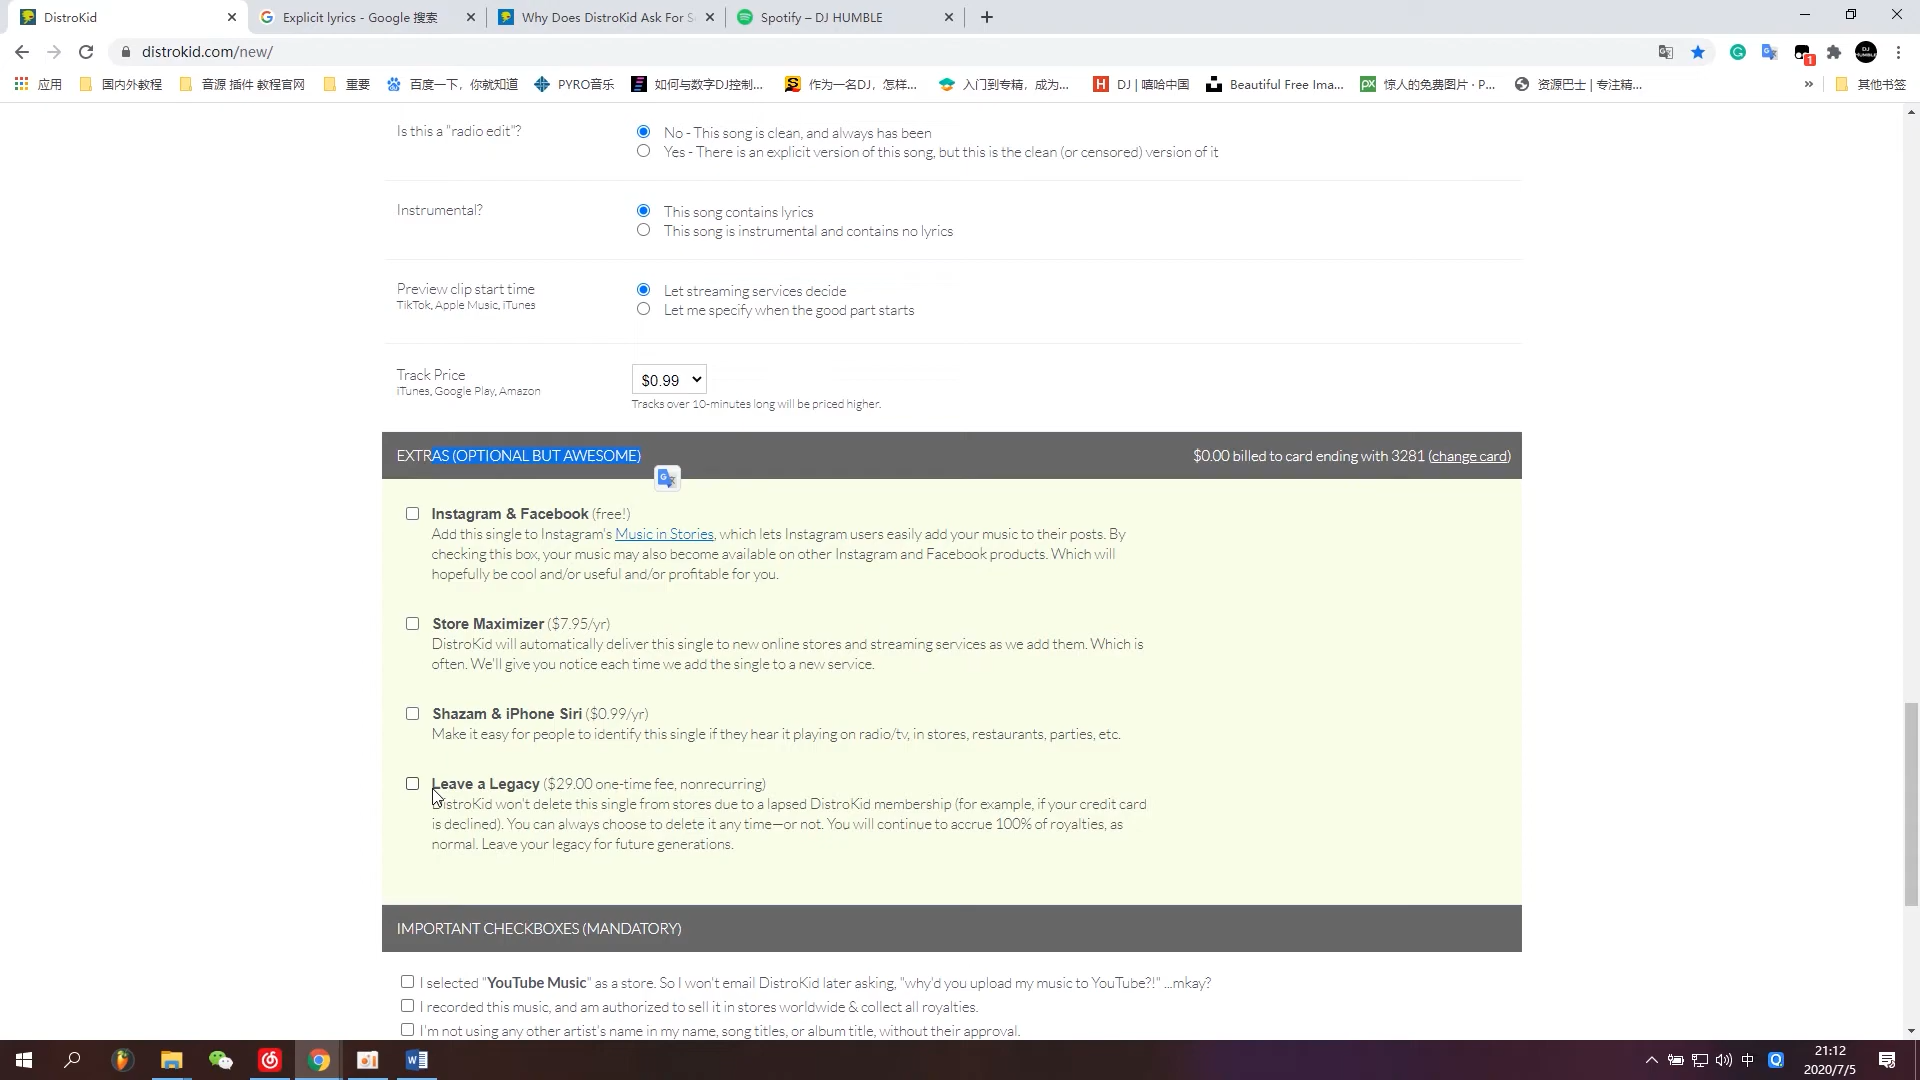 DistroKid
Explicit lyrics - Google 搜索
Why Does DistroKid Ask For S
Spotify – DJ HUMBLE
distrokid.com/new/
应用
国内外教程
音源 插件 教程官网
重要
百度一下，你就知道
PYRO音乐
如何与数字DJ控制...
作为一名DJ，怎样...
入门到专精，成为...
DJ | 嘻哈中国
Beautiful Free Ima...
惊人的免费图片 · P...
资源巴士 | 专注精...
»
其他书签
Is this a "radio edit"?
No - This song is clean, and always has been
Yes - There is an explicit version of this song, but this is the clean (or censored) version of it
Instrumental?
This song contains lyrics
This song is instrumental and contains no lyrics
Preview clip start time
TikTok, Apple Music, iTunes
Let streaming services decide
Let me specify when the good part starts
Track Price
iTunes, Google Play, Amazon
$0.99
Tracks over 10-minutes long will be priced higher.
EXTRAS (OPTIONAL BUT AWESOME)
$0.00 billed to card ending with 3281 (change card)
Instagram & Facebook (free!)
Add this single to Instagram's Music in Stories, which lets Instagram users easily add your music to their posts. By
checking this box, your music may also become available on other Instagram and Facebook products. Which will
hopefully be cool and/or useful and/or profitable for you.
Store Maximizer ($7.95/yr)
DistroKid will automatically deliver this single to new online stores and streaming services as we add them. Which is
often. We'll give you notice each time we add the single to a new service.
Shazam & iPhone Siri ($0.99/yr)
Make it easy for people to identify this single if they hear it playing on radio/tv, in stores, restaurants, parties, etc.
Leave a Legacy ($29.00 one-time fee, nonrecurring)
DistroKid won't delete this single from stores due to a lapsed DistroKid membership (for example, if your credit card
is declined). You can always choose to delete it any time—or not. You will continue to accrue 100% of royalties, as
normal. Leave your legacy for future generations.
IMPORTANT CHECKBOXES (MANDATORY)
I selected "YouTube Music" as a store. So I won't email DistroKid later asking, "why'd you upload my music to YouTube?!" ...mkay?
I recorded this music, and am authorized to sell it in stores worldwide & collect all royalties.
I'm not using any other artist's name in my name, song titles, or album title, without their approval.
中
21:12
2020/7/5